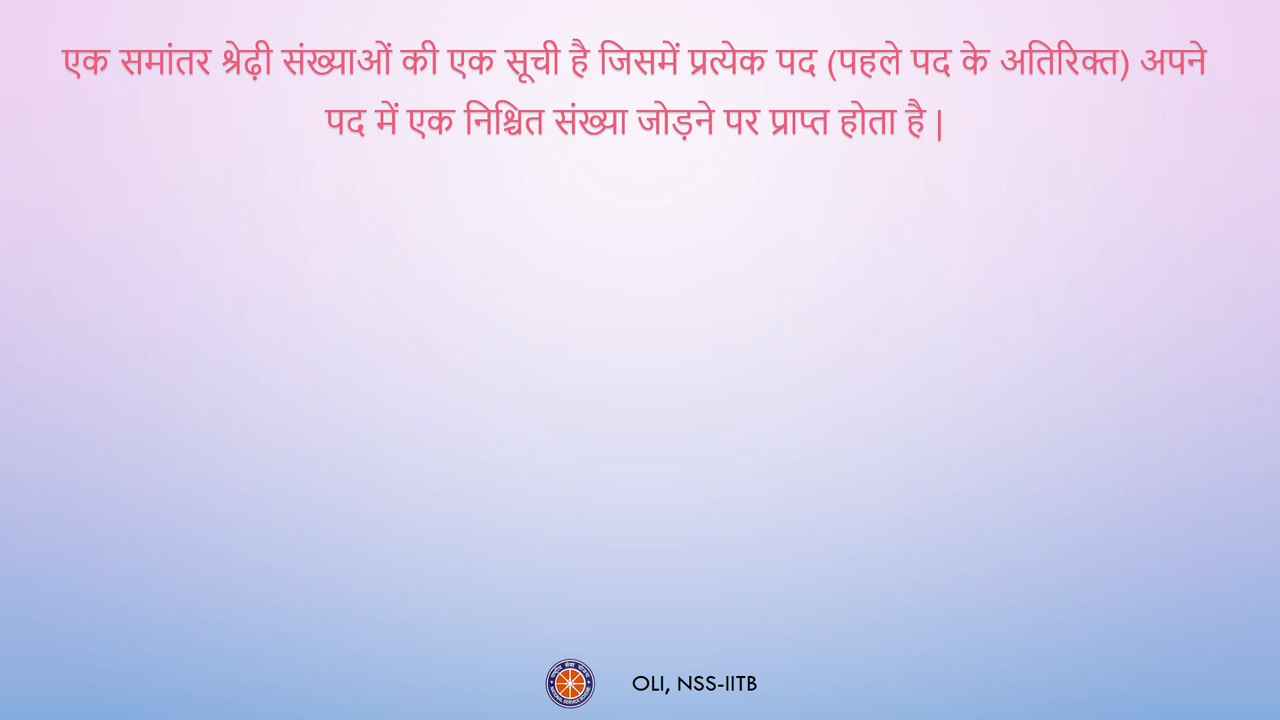 एक समांतर श्रेढ़ी संख्याओं की एक सूची है जिसमें प्रत्येक पद (पहले पद के अतिरिक्त) अपने
पद में एक निश्चित संख्या जोड़ने पर प्राप्त होता है |
OLI, NSS-IITB